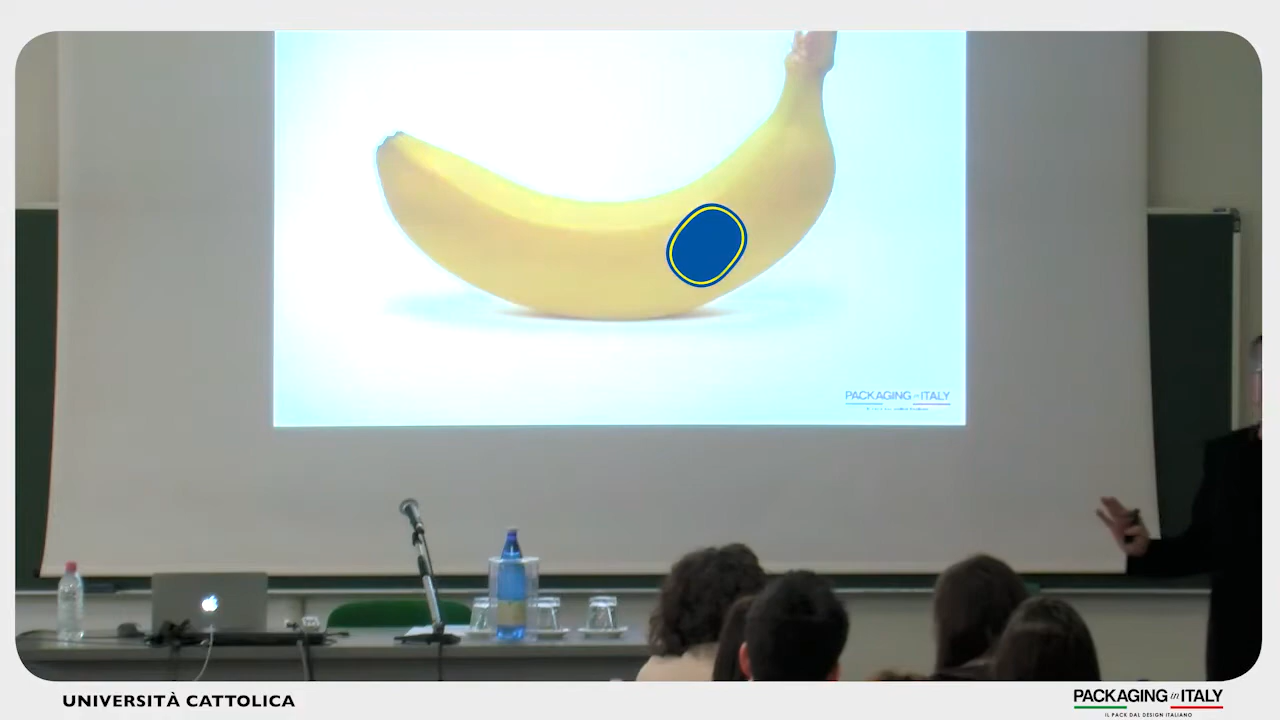 PACKAGING in ITALY
UNIVERSITÀ CATTOLICA
PACKAGING in ITALY
IL PACK DAL DESIGN ITALIANO